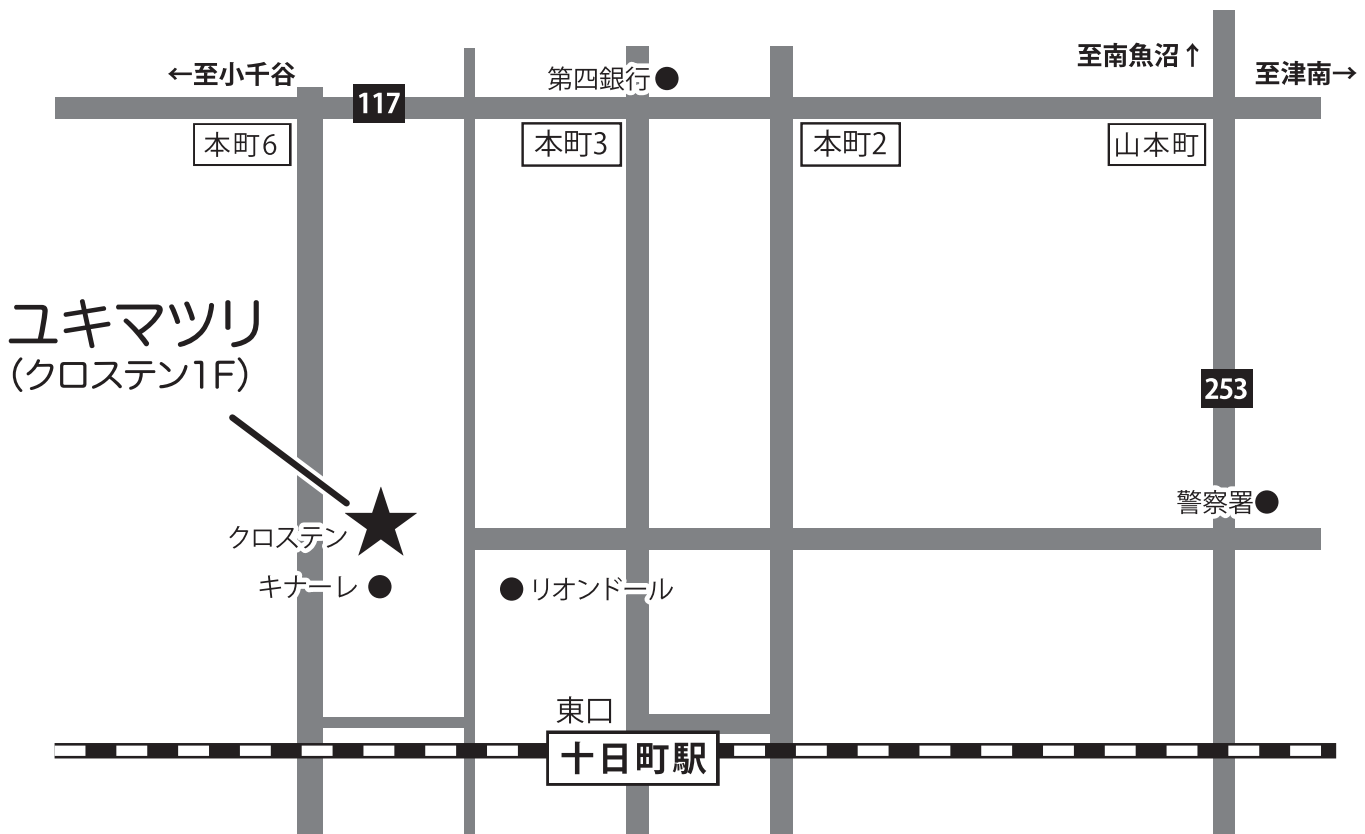 至南魚沼↑
←至小千谷
第四銀行
至津南→
117
本町6
本町3
本町2
山本町
ユキマツリ
(クロステン1F)
253
警察署
クロステン
キナーレ
リオンドール
東口
十日町駅